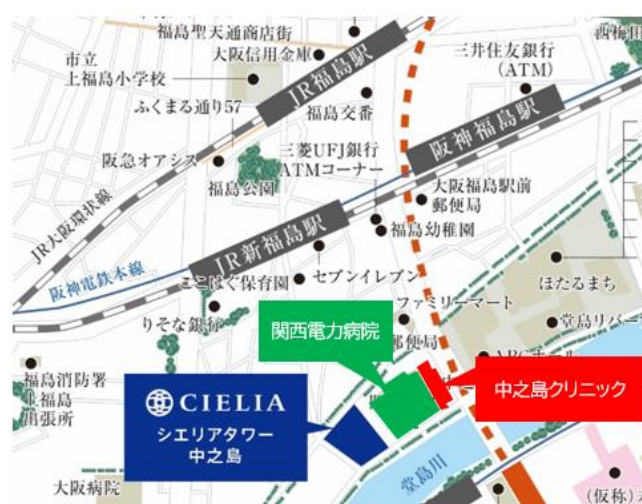 福島聖天通商店街
大阪信用金庫
市立
上福島小学校
JR福島駅
三井住友銀行
(ATM)
西梅田
ふくまる通り57
福島交番
阪神福島駅
阪急オアシス
三菱UFJ銀行
ATMコーナー
福島公園
大阪福島駅前
郵便局
JR大阪環状線
福島幼稚園
JR新福島駅
阪神電鉄本線
ここはぐ保育園
セブンイレブン
ほたるまち
ファミリーマート
りそな銀行
関西電力病院
郵便局
堂島リバー
ABCホール
中之島クリニック
福島消防署
上福島
出張所
CIELIA
シエリアタワー
中之島
堂島川
大阪病院
(仮称)